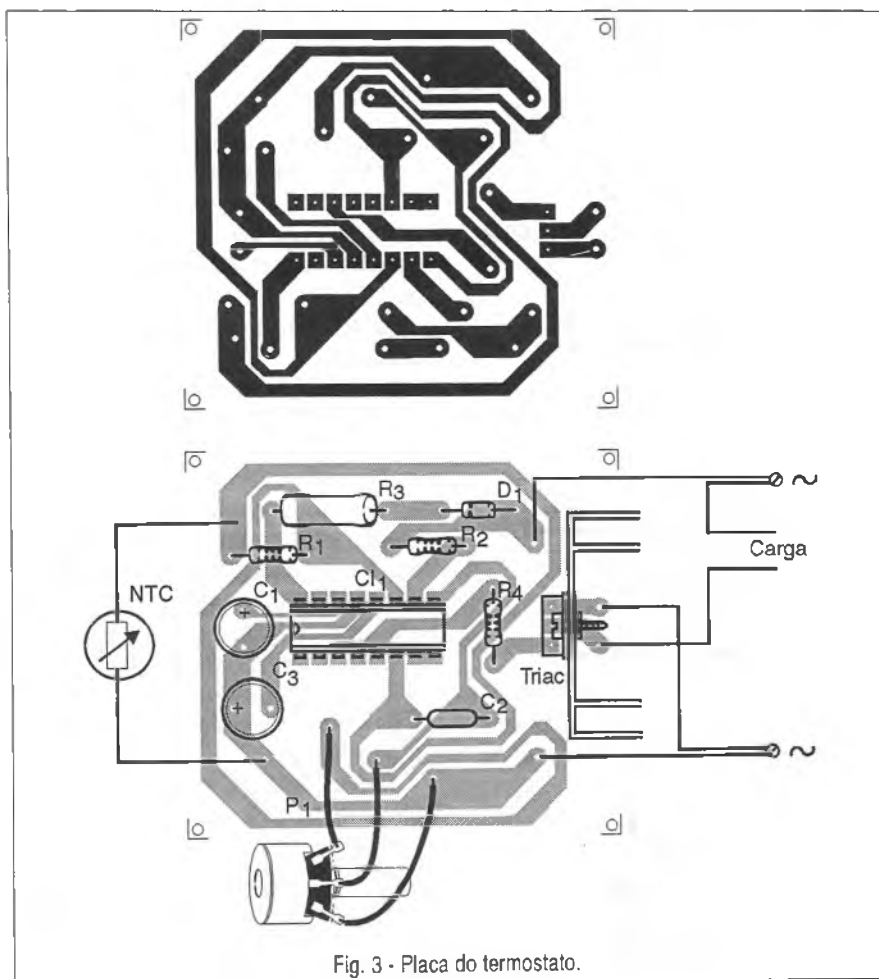 R3
D1
R1
R2
Carga
NTC
C1
CI1
R4
C3
Triac
C2
P1
Fig. 3 - Placa do termostato.